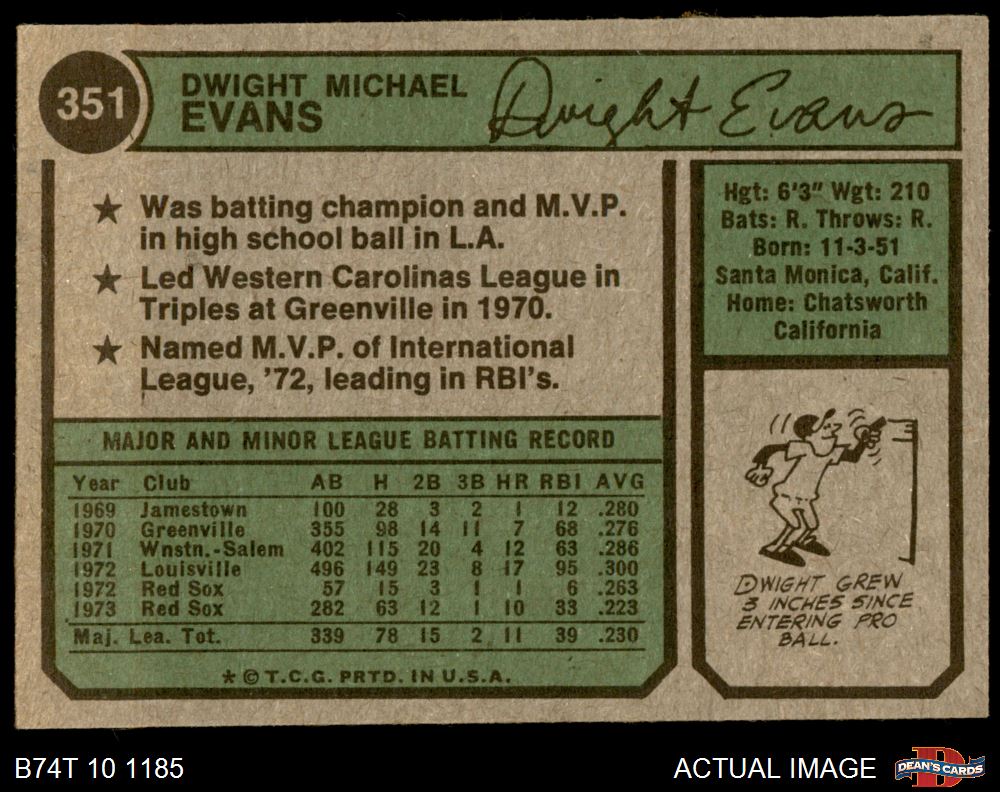 351
DWIGHT MICHAEL
EVANS
Dwight Evans
★ Was batting champion and M.V.P.
in high school ball in L.A.
★ Led Western Carolinas League in
Triples at Greenville in 1970.
★ Named M.V.P. of International
League, '72, leading in RBI's.
Hgt: 6'3" Wgt: 210
Bats: R. Throws: R.
Born: 11-3-51
Santa Monica, Calif.
Home: Chatsworth
California
MAJOR AND MINOR LEAGUE BATTING RECORD
Year Club AB H 2B 3B HR RBI AVG
1969 Jamestown 100 28 3 2 1 12 .280
1970 Greenville 355 98 14 11 7 68 .276
1971 Wnstn.-Salem 402 115 20 4 12 63 .286
1972 Louisville 496 149 23 8 17 95 .300
1972 Red Sox 57 15 3 1 1 6 .263
1973 Red Sox 282 63 12 1 10 33 .223
Maj. Lea. Tot. 339 78 15 2 11 39 .230
★ © T.C.G. PRTD. IN U.S.A.
DWIGHT GREW
3 INCHES SINCE
ENTERING PRO
BALL.
B74T 10 1185
ACTUAL IMAGE
DEAN'S CARDS